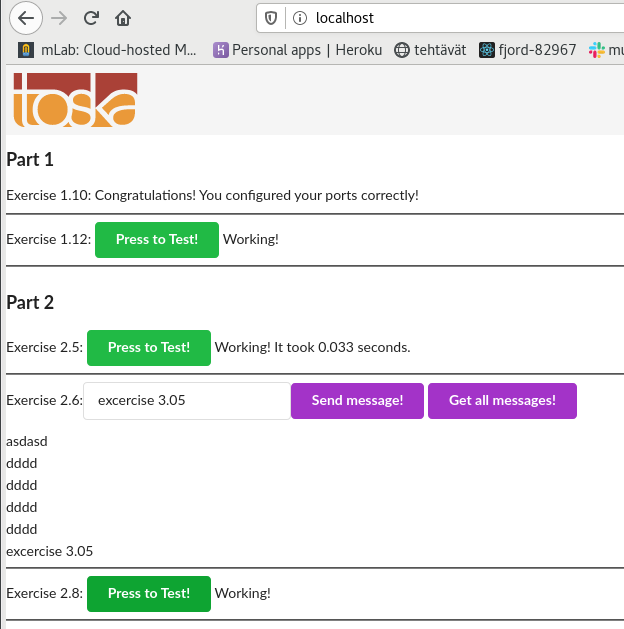 localhost
mLab: Cloud-hosted M... Personal apps | Heroku tehtävät fjord-82967
toska
Part 1
Exercise 1.10: Congratulations! You configured your ports correctly!
Exercise 1.12: Press to Test! Working!
Part 2
Exercise 2.5: Press to Test! Working! It took 0.033 seconds.
Exercise 2.6: excercise 3.05 Send message! Get all messages!
asdasd
dddd
dddd
dddd
dddd
excercise 3.05
Exercise 2.8: Press to Test! Working!